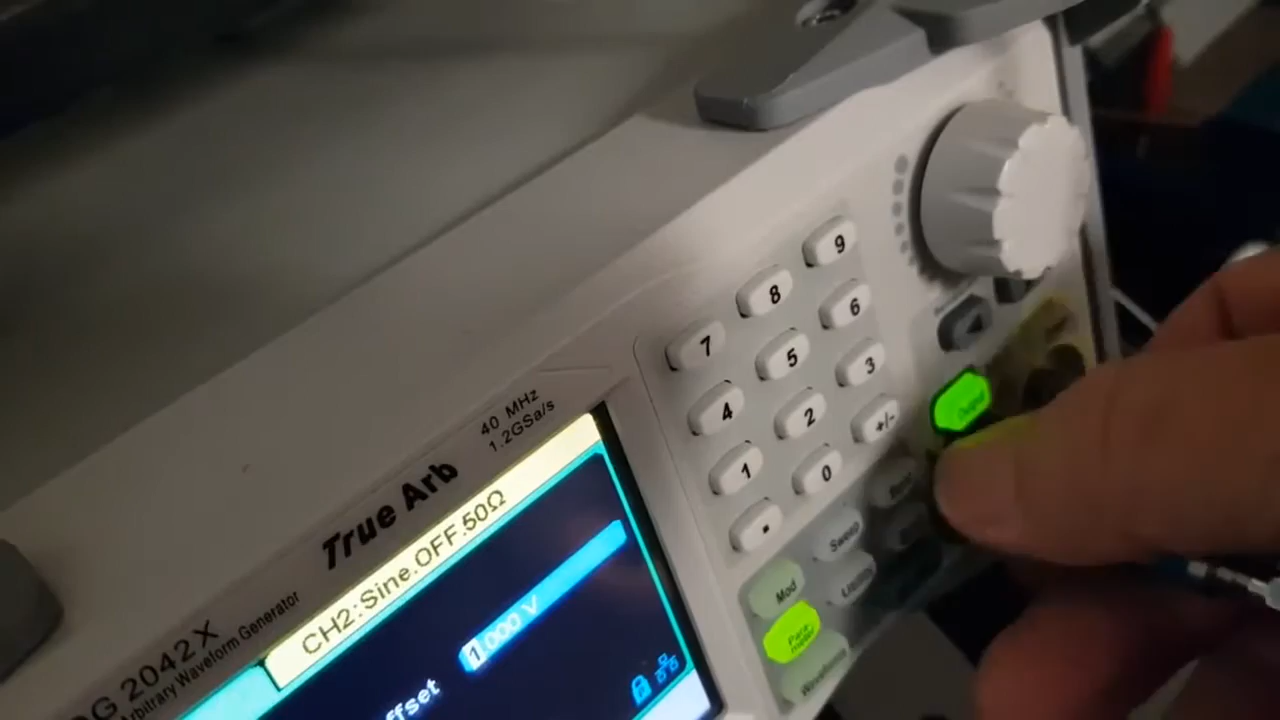 40 MHz
1.2GSa/s
True Arb
DG 2042X
Arbitrary Waveform Generator
CH2:Sine.OFF.50Ω
1.000 V
ffset
7
8
9
4
5
6
1
2
3
.
0
+/-
Mod
Sweep
Parameter
Utility
Waveforms
Output